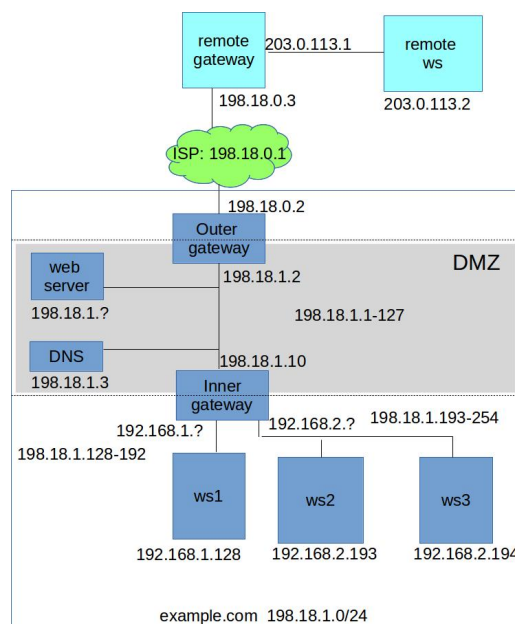 remote
gateway
203.0.113.1
remote
ws
198.18.0.3
203.0.113.2
ISP: 198.18.0.1
198.18.0.2
Outer
gateway
DMZ
web
server
198.18.1.2
198.18.1.?
198.18.1.1-127
DNS
198.18.1.10
198.18.1.3
Inner
gateway
192.168.1.?
192.168.2.?
198.18.1.193-254
198.18.1.128-192
ws1
ws2
ws3
192.168.1.128
192.168.2.193
192.168.2.194
example.com 198.18.1.0/24